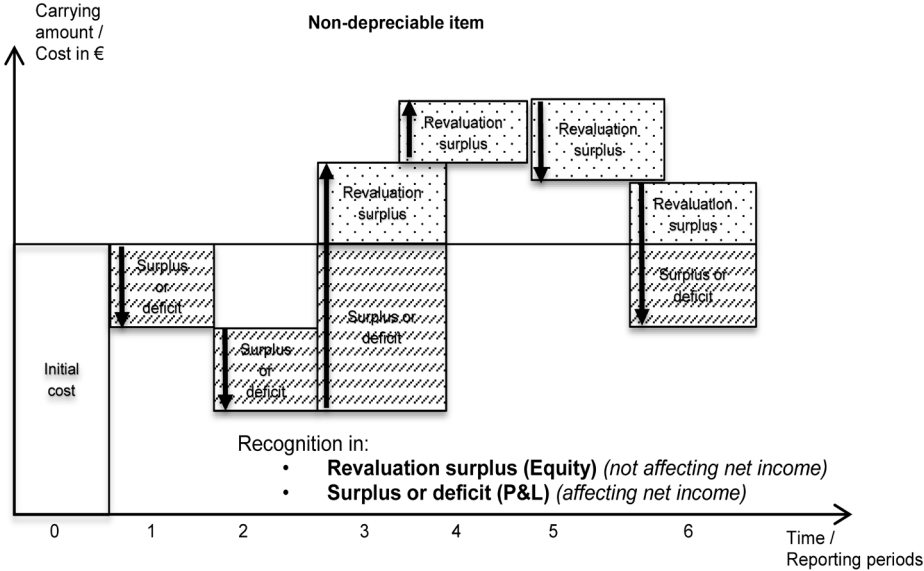 Carrying
amount /
Cost in €
Non-depreciable item
Revaluation
surplus
Revaluation
surplus
Revaluation
surplus
Revaluation
surplus
Surplus
or
deficit
Surplus
or
deficit
Surplus or
deficit
Surplus or
deficit
Initial
cost
Recognition in:
• Revaluation surplus (Equity) (not affecting net income)
• Surplus or deficit (P&L) (affecting net income)
0 1 2 3 4 5 6
Time /
Reporting periods